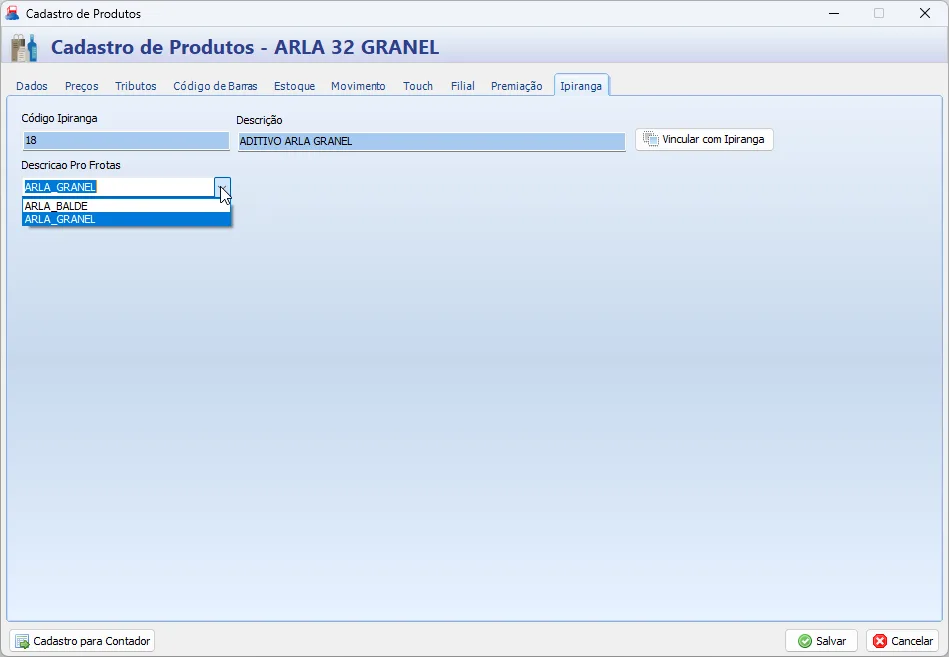 Cadastro de Produtos
Cadastro de Produtos - ARLA 32 GRANEL
Dados Preços Tributos Código de Barras Estoque Movimento Touch Filial Premiação Ipiranga
Código Ipiranga Descrição
18 ADITIVO ARLA GRANEL Vincular com Ipiranga
Descricao Pro Frotas
ARLA_GRANEL
ARLA_BALDE
ARLA_GRANEL
Cadastro para Contador Salvar Cancelar